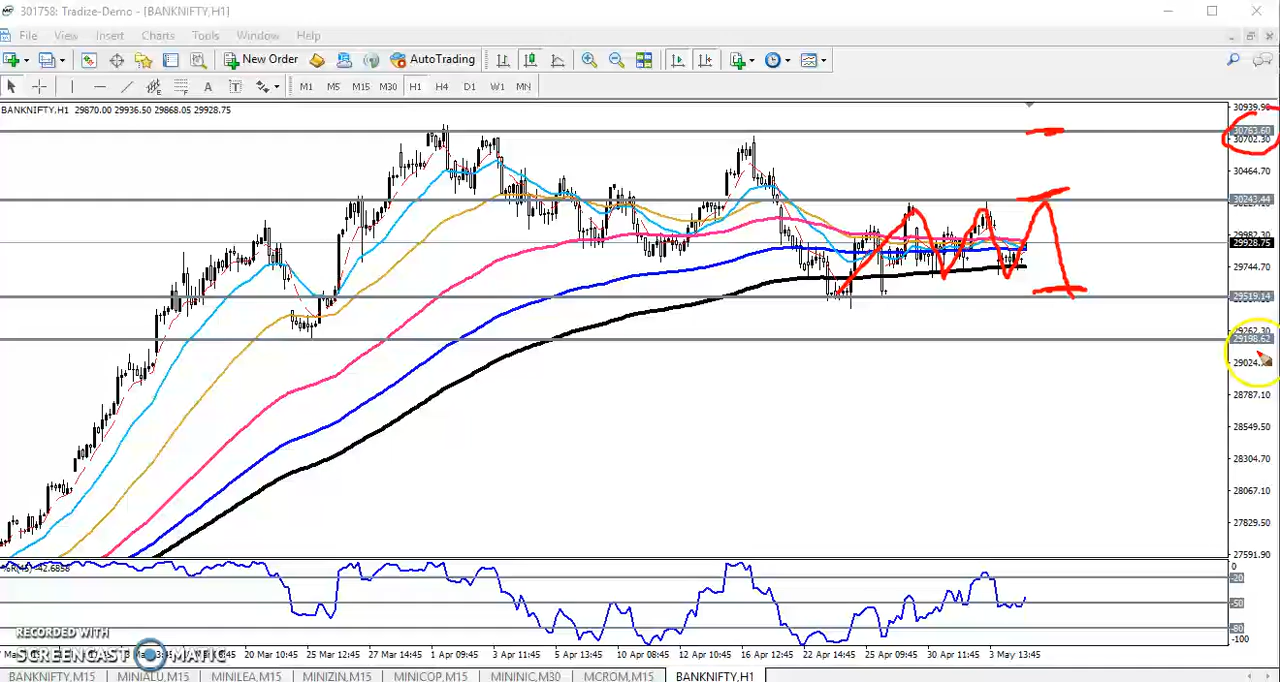 301758: Tradize-Demo - [BANKNIFTY,H1]
File View Insert Charts Tools Window Help
New Order AutoTrading
A T M1 M5 M15 M30 H1 H4 D1 W1 MN
BANKNIFTY,H1 29870.00 29936.50 29868.05 29928.75
30939.90
30763.60
30702.30
30464.70
30243.44
29982.30
29928.75
29744.70
29519.14
29262.30
29198.62
29024.
28787.10
28549.50
28304.70
28067.10
27829.50
27591.90
%R(45) -42.6858
0
-20
-50
-80
-100
RECORDED WITH
SCREENCAST MATIC
20 Mar 10:45 25 Mar 12:45 27 Mar 14:45 1 Apr 09:45 3 Apr 11:45 5 Apr 13:45 10 Apr 08:45 12 Apr 10:45 16 Apr 12:45 22 Apr 14:45 25 Apr 09:45 30 Apr 11:45 3 May 13:45
BANKNIFTY,M15 MINIALU,M15 MINILEA,M15 MINIZIN,M15 MINICOP,M15 MININIC,M30 MCROM,M15 BANKNIFTY,H1